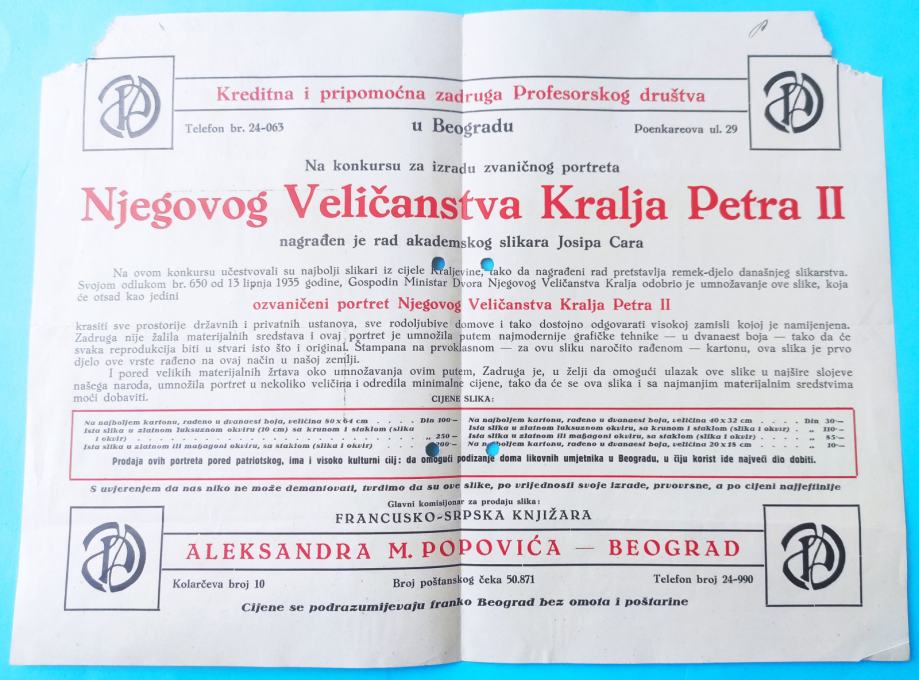 Kreditna i pripomoćna zadruga Profesorskog društva
Telefon br. 24-063 u Beogradu Poenkareova ul. 29
Na konkursu za izradu zvaničnog portreta
Njegovog Veličanstva Kralja Petra II
nagrađen je rad akademskog slikara Josipa Cara
Na ovom konkursu učestvovali su najbolji slikari iz cijele Kraljevine, tako da nagrađeni rad pretstavlja remek-djelo današnjeg slikarstva.
Svojom odlukom br. 650 od 13 lipnja 1935 godine, Gospodin Ministar Dvora Njegovog Veličanstva Kralja odobrio je umnožavanje ove slike, koja
će otsad kao jedini
ozvaničeni portret Njegovog Veličanstva Kralja Petra II
krasiti sve prostorije državnih i privatnih ustanova, sve rodoljubive domove i tako dostojno odgovarati visokoj zamisli kojoj je namijenjena.
Zadruga nije žalila materijalnih sredstava i ovaj portret je umnožila putem najmodernije grafičke tehnike — u dvanaest boja — tako da će
svaka reprodukcija biti u stvari isto što i original. Štampana na prvoklasnom — za ovu sliku naročito rađenom — kartonu, ova slika je prvo
djelo ove vrste rađeno na ovaj način u našoj zemlji.
I pored velikih materijalnih žrtava oko umnožavanja ovim putem, Zadruga je, u želji da omogući ulazak ove slike u najšire slojeve
našega naroda, umnožila portret u nekoliko veličina i odredila minimalne cijene, tako da će se ova slika i sa najmanjim materijalnim sredstvima
moći dobaviti.
CIJENE SLIKA:
Na najboljem kartonu, rađeno u dvanaest boja, veličina 80 x 64 cm . . . . Din 100—
Ista slika u zlatnom luksuznom okviru (10 cm) sa krunom i staklom (slika
i okvir) . . . . . . . . . . „ 250 —
Ista slika u zlatnom ili mahagoni okviru, sa staklom (slika i okvir) . . . . 200 —
Na najboljem kartonu, rađeno u dvanaest boja, veličina 40 x 32 cm . . . . Din 30—
Ista slika u zlatnom luksuznom okviru, sa krunom i staklom (slika i okvir) . „ 110—
Ista slika u zlatnom ili mahagoni okviru, sa staklom (slika i okvir) . . . . „ 85—
Na najboljem kartonu, rađeno u dvanaest boja, veličina 20 x 18 cm . . . . „ 10—
Prodaja ovih portreta pored patriotskog, ima i visoko kulturni cilj: da omogući podizanje doma likovnih umjetnika u Beogradu, u čiju korist ide najveći dio dobiti.
S uvjerenjem da nas niko ne može demantovati, tvrdimo da su ove slike, po vrijednosti svoje izrade, prvovrsne, a po cijeni najjeftinije
Glavni komisijonar za prodaju slika:
FRANCUSKO-SRPSKA KNJIŽARA
ALEKSANDRA M. POPOVIĆA — BEOGRAD
Kolarčeva broj 10 Broj poštanskog čeka 50.871 Telefon broj 24-990
Cijene se podrazumijevaju franko Beograd bez omota i poštarine